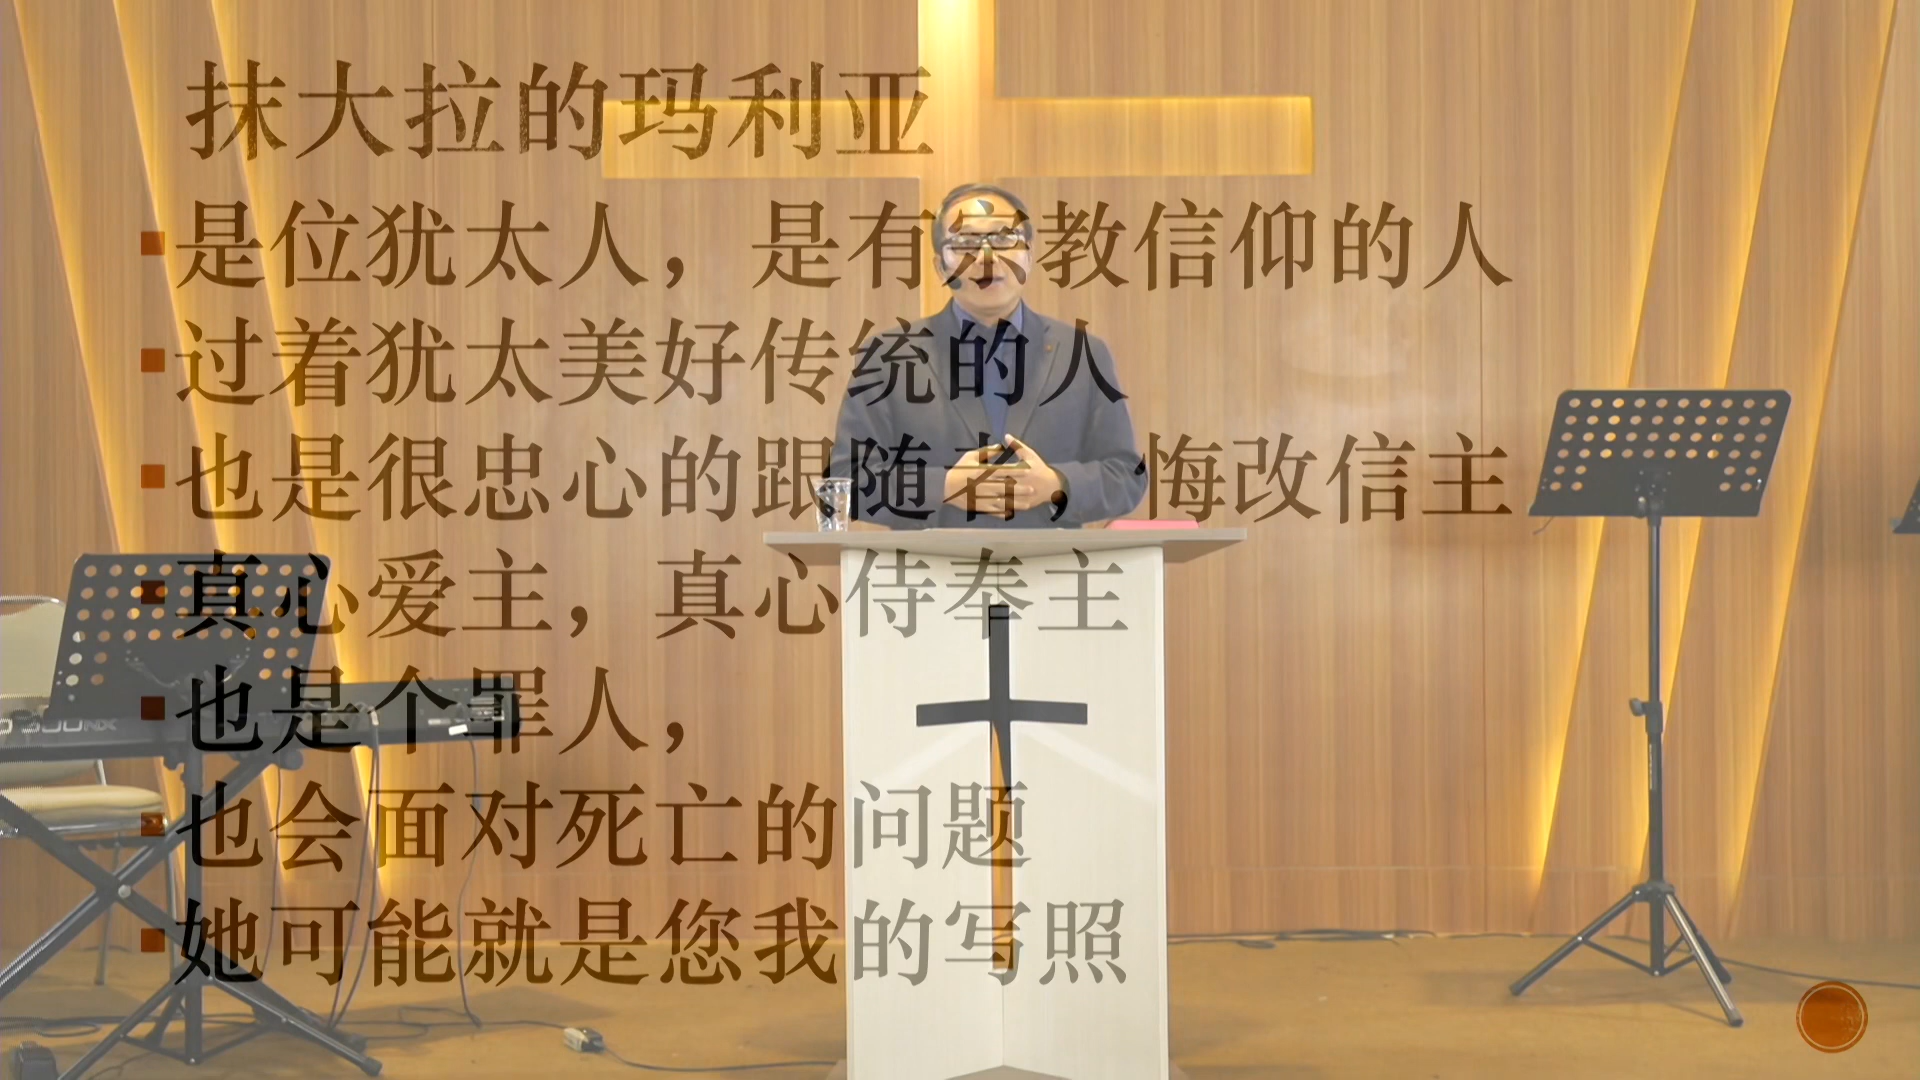 抹大拉的玛利亚
是位犹太人，是有宗教信仰的人
过着犹太美好传统的人
也是很忠心的跟随者，悔改信主
真心爱主，真心侍奉主
也是个罪人，
也会面对死亡的问题
她可能就是您我的写照